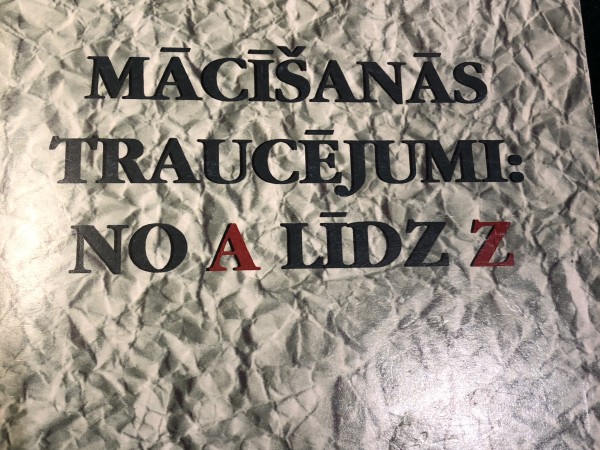 MĀCĪŠANĀS
TRAUCĒJUMI:
NO A LĪDZ Z